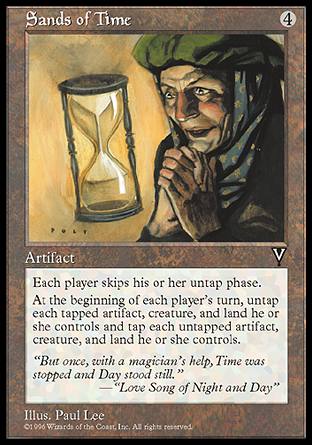 Sands of Time 4
POLY
Artifact V
Each player skips his or her untap phase.
At the beginning of each player's turn, untap
each tapped artifact, creature, and land he or
she controls and tap each untapped artifact,
creature, and land he or she controls.
"But once, with a magician's help, Time was
stopped and Day stood still."
—"Love Song of Night and Day"
Illus. Paul Lee
©1996 Wizards of the Coast, Inc. All rights reserved.